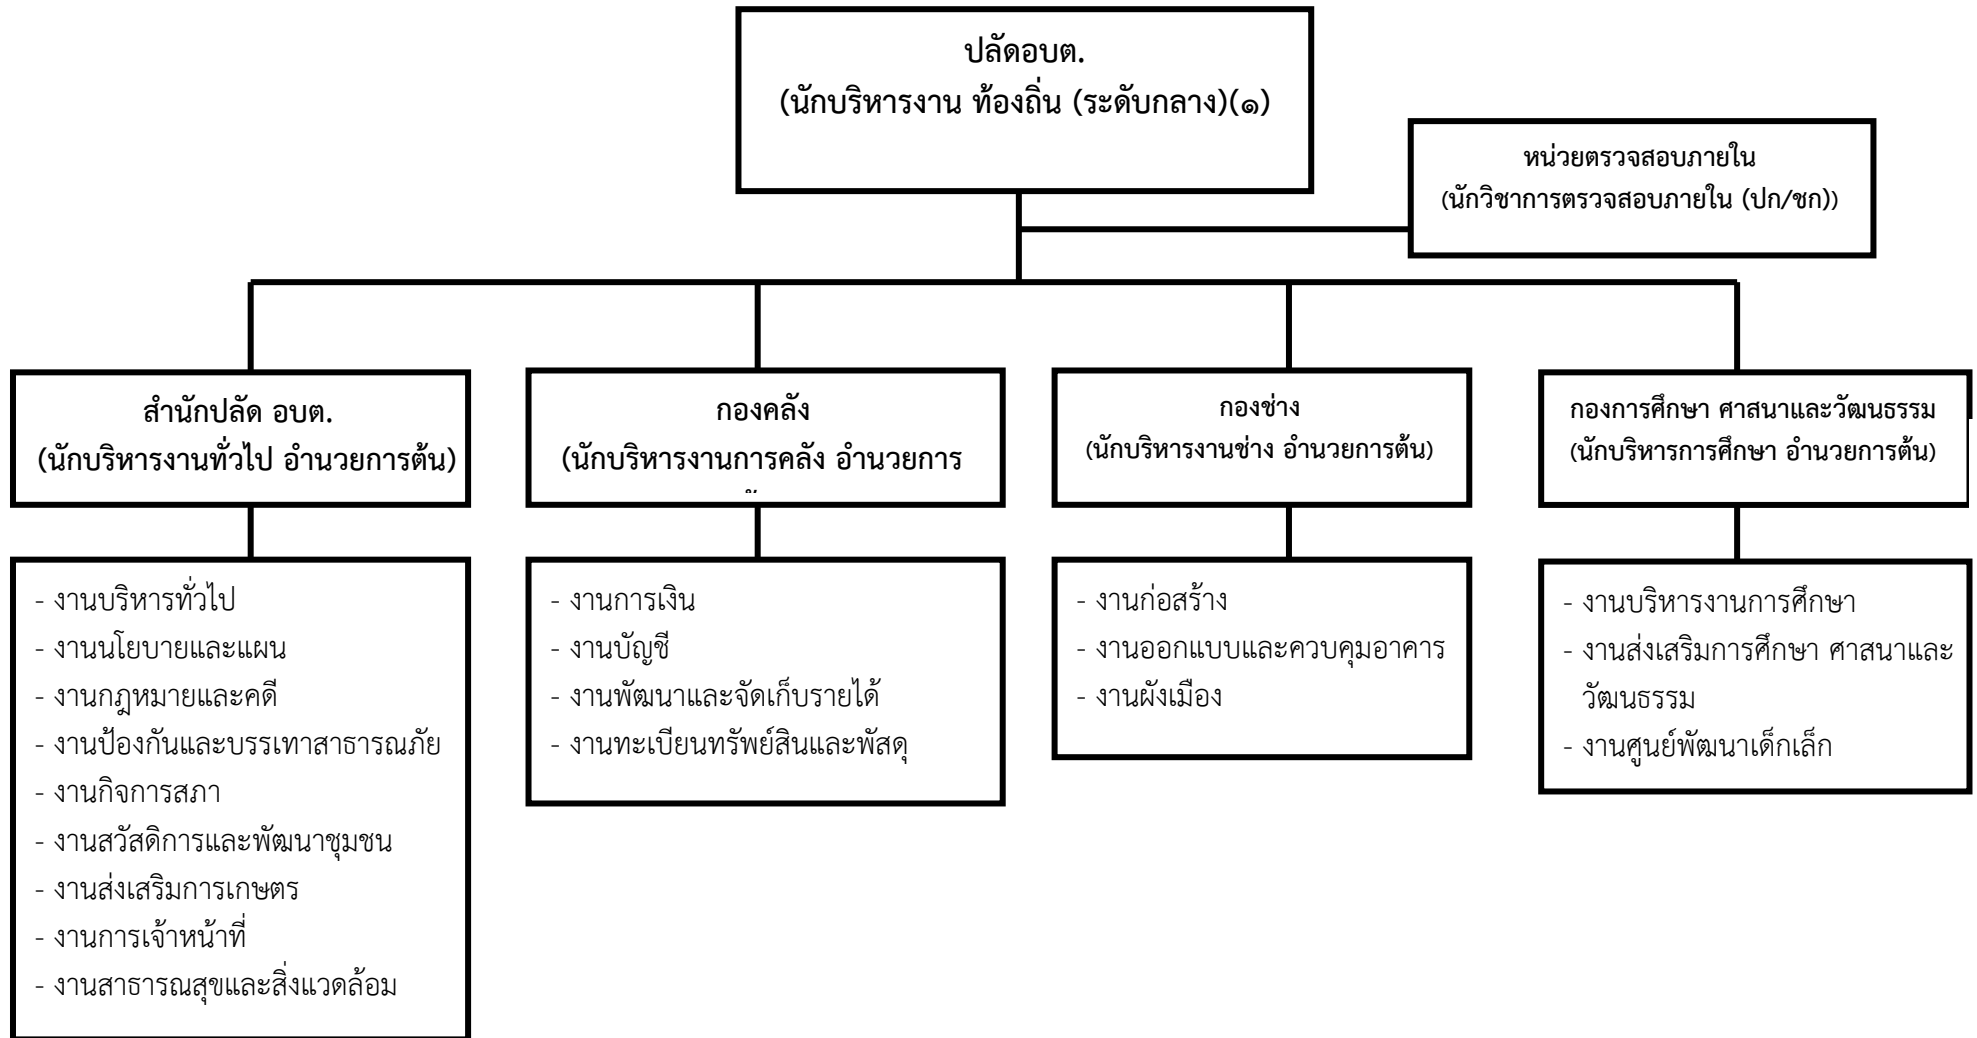 ปลัดอบต.
(นักบริหารงาน ท้องถิ่น (ระดับกลาง)(๑)
หน่วยตรวจสอบภายใน
(นักวิชาการตรวจสอบภายใน (ปก/ชก))
สำนักปลัด อบต.
(นักบริหารงานทั่วไป อำนวยการต้น)
กองคลัง
(นักบริหารงานการคลัง อำนวยการ
กองช่าง
(นักบริหารงานช่าง อำนวยการต้น)
กองการศึกษา ศาสนาและวัฒนธรรม
(นักบริหารการศึกษา อำนวยการต้น)
- งานบริหารทั่วไป
- งานนโยบายและแผน
- งานกฎหมายและคดี
- งานป้องกันและบรรเทาสาธารณภัย
- งานกิจการสภา
- งานสวัสดิการและพัฒนาชุมชน
- งานส่งเสริมการเกษตร
- งานการเจ้าหน้าที่
- งานสาธารณสุขและสิ่งแวดล้อม
- งานการเงิน
- งานบัญชี
- งานพัฒนาและจัดเก็บรายได้
- งานทะเบียนทรัพย์สินและพัสดุ
- งานก่อสร้าง
- งานออกแบบและควบคุมอาคาร
- งานผังเมือง
- งานบริหารงานการศึกษา
- งานส่งเสริมการศึกษา ศาสนาและ
วัฒนธรรม
- งานศูนย์พัฒนาเด็กเล็ก